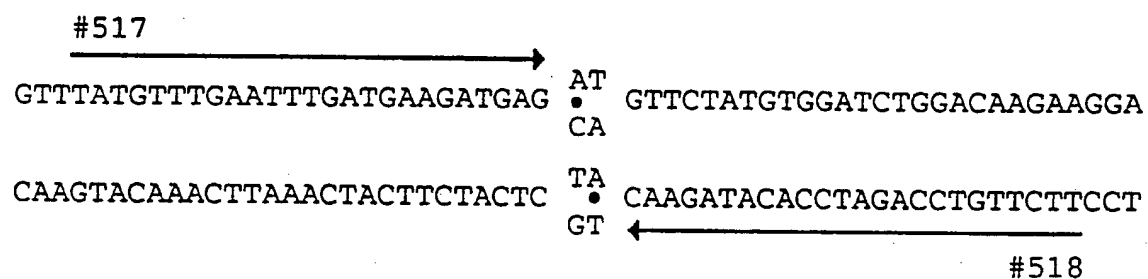 #517
AT
GTTTATGTTTGAATTTGATGAAGATGAG • GTTCTATGTGGATCTGGACAAGAAGGA
CA
TA
CAAGTACAAACTTAAACTACTTCTACTC • CAAGATACACCTAGACCTGTTCTTCCT
GT
#518